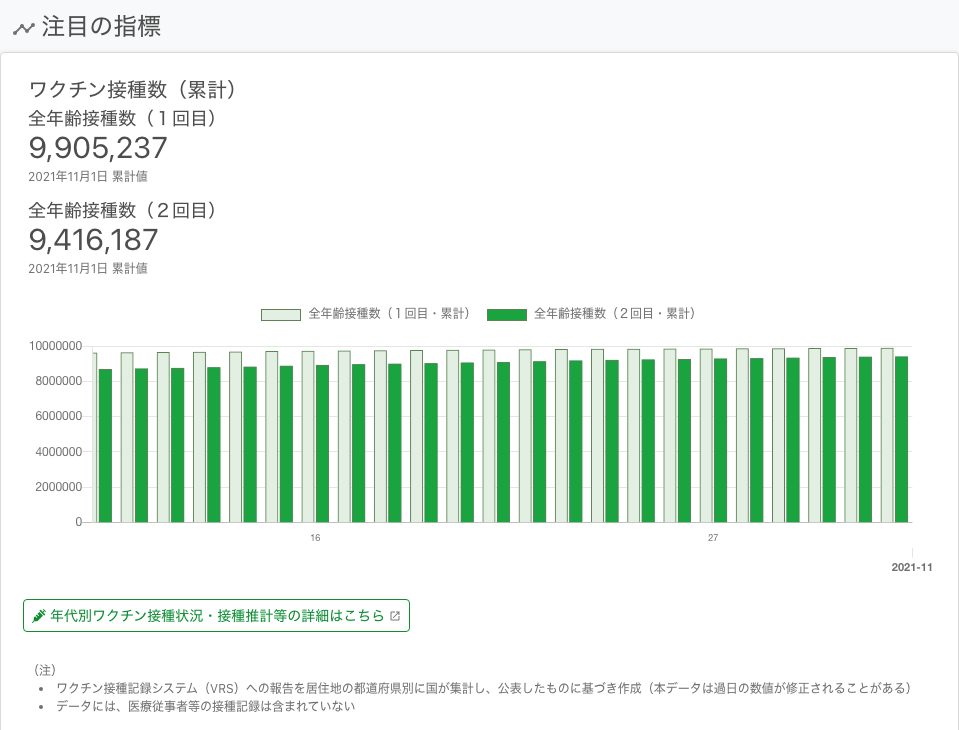 注目の指標
ワクチン接種数（累計）
全年齢接種数（１回目）
9,905,237
2021年11月1日 累計値
全年齢接種数（２回目）
9,416,187
2021年11月1日 累計値
全年齢接種数（１回目・累計） 全年齢接種数（２回目・累計）
10000000
8000000
6000000
4000000
2000000
0
16 27
2021-11
年代別ワクチン接種状況・接種推計等の詳細はこちら
（注）
• ワクチン接種記録システム（VRS）への報告を居住地の都道府県別に国が集計し、公表したものに基づき作成（本データは過日の数値が修正されることがある）
• データには、医療従事者等の接種記録は含まれていない